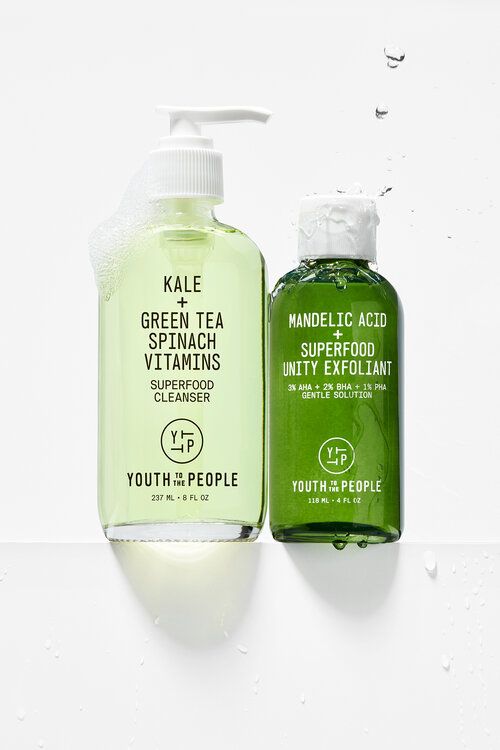 KALE
+
GREEN TEA
SPINACH
VITAMINS
SUPERFOOD
CLEANSER
Y T T P
YOUTH TO THE PEOPLE
237 ML • 8 FL OZ
MANDELIC ACID
+
SUPERFOOD
UNITY EXFOLIANT
3% AHA + 2% BHA + 1% PHA
GENTLE SOLUTION
Y T T P
YOUTH TO THE PEOPLE
118 ML • 4 FL OZ